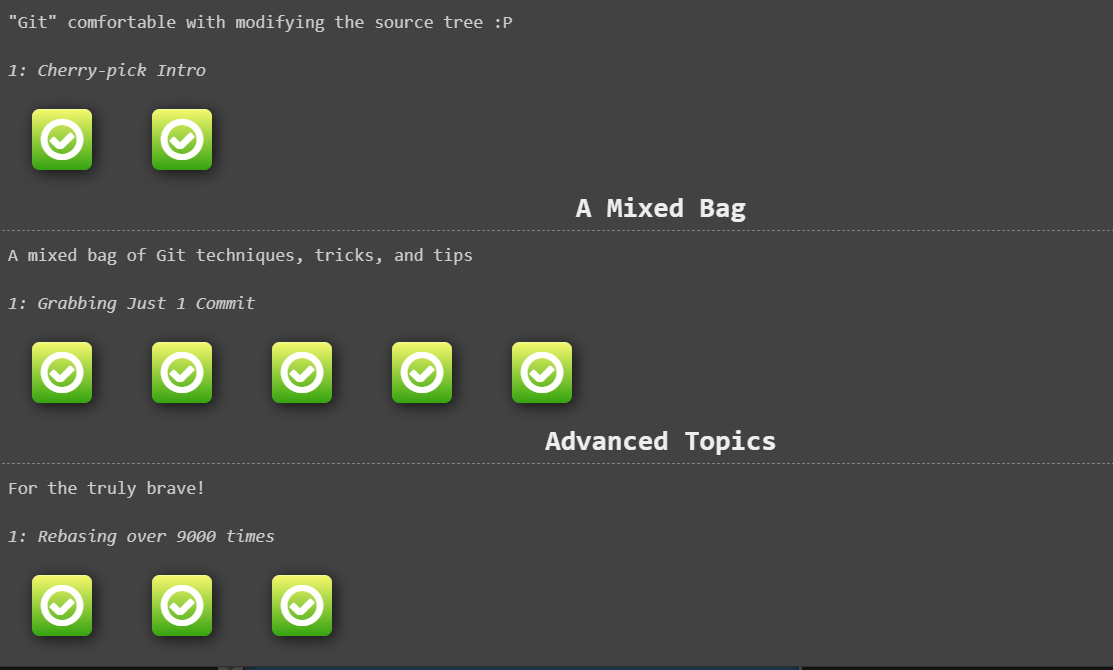 "Git" comfortable with modifying the source tree :P
1: Cherry-pick Intro
A Mixed Bag
A mixed bag of Git techniques, tricks, and tips
1: Grabbing Just 1 Commit
Advanced Topics
For the truly brave!
1: Rebasing over 9000 times